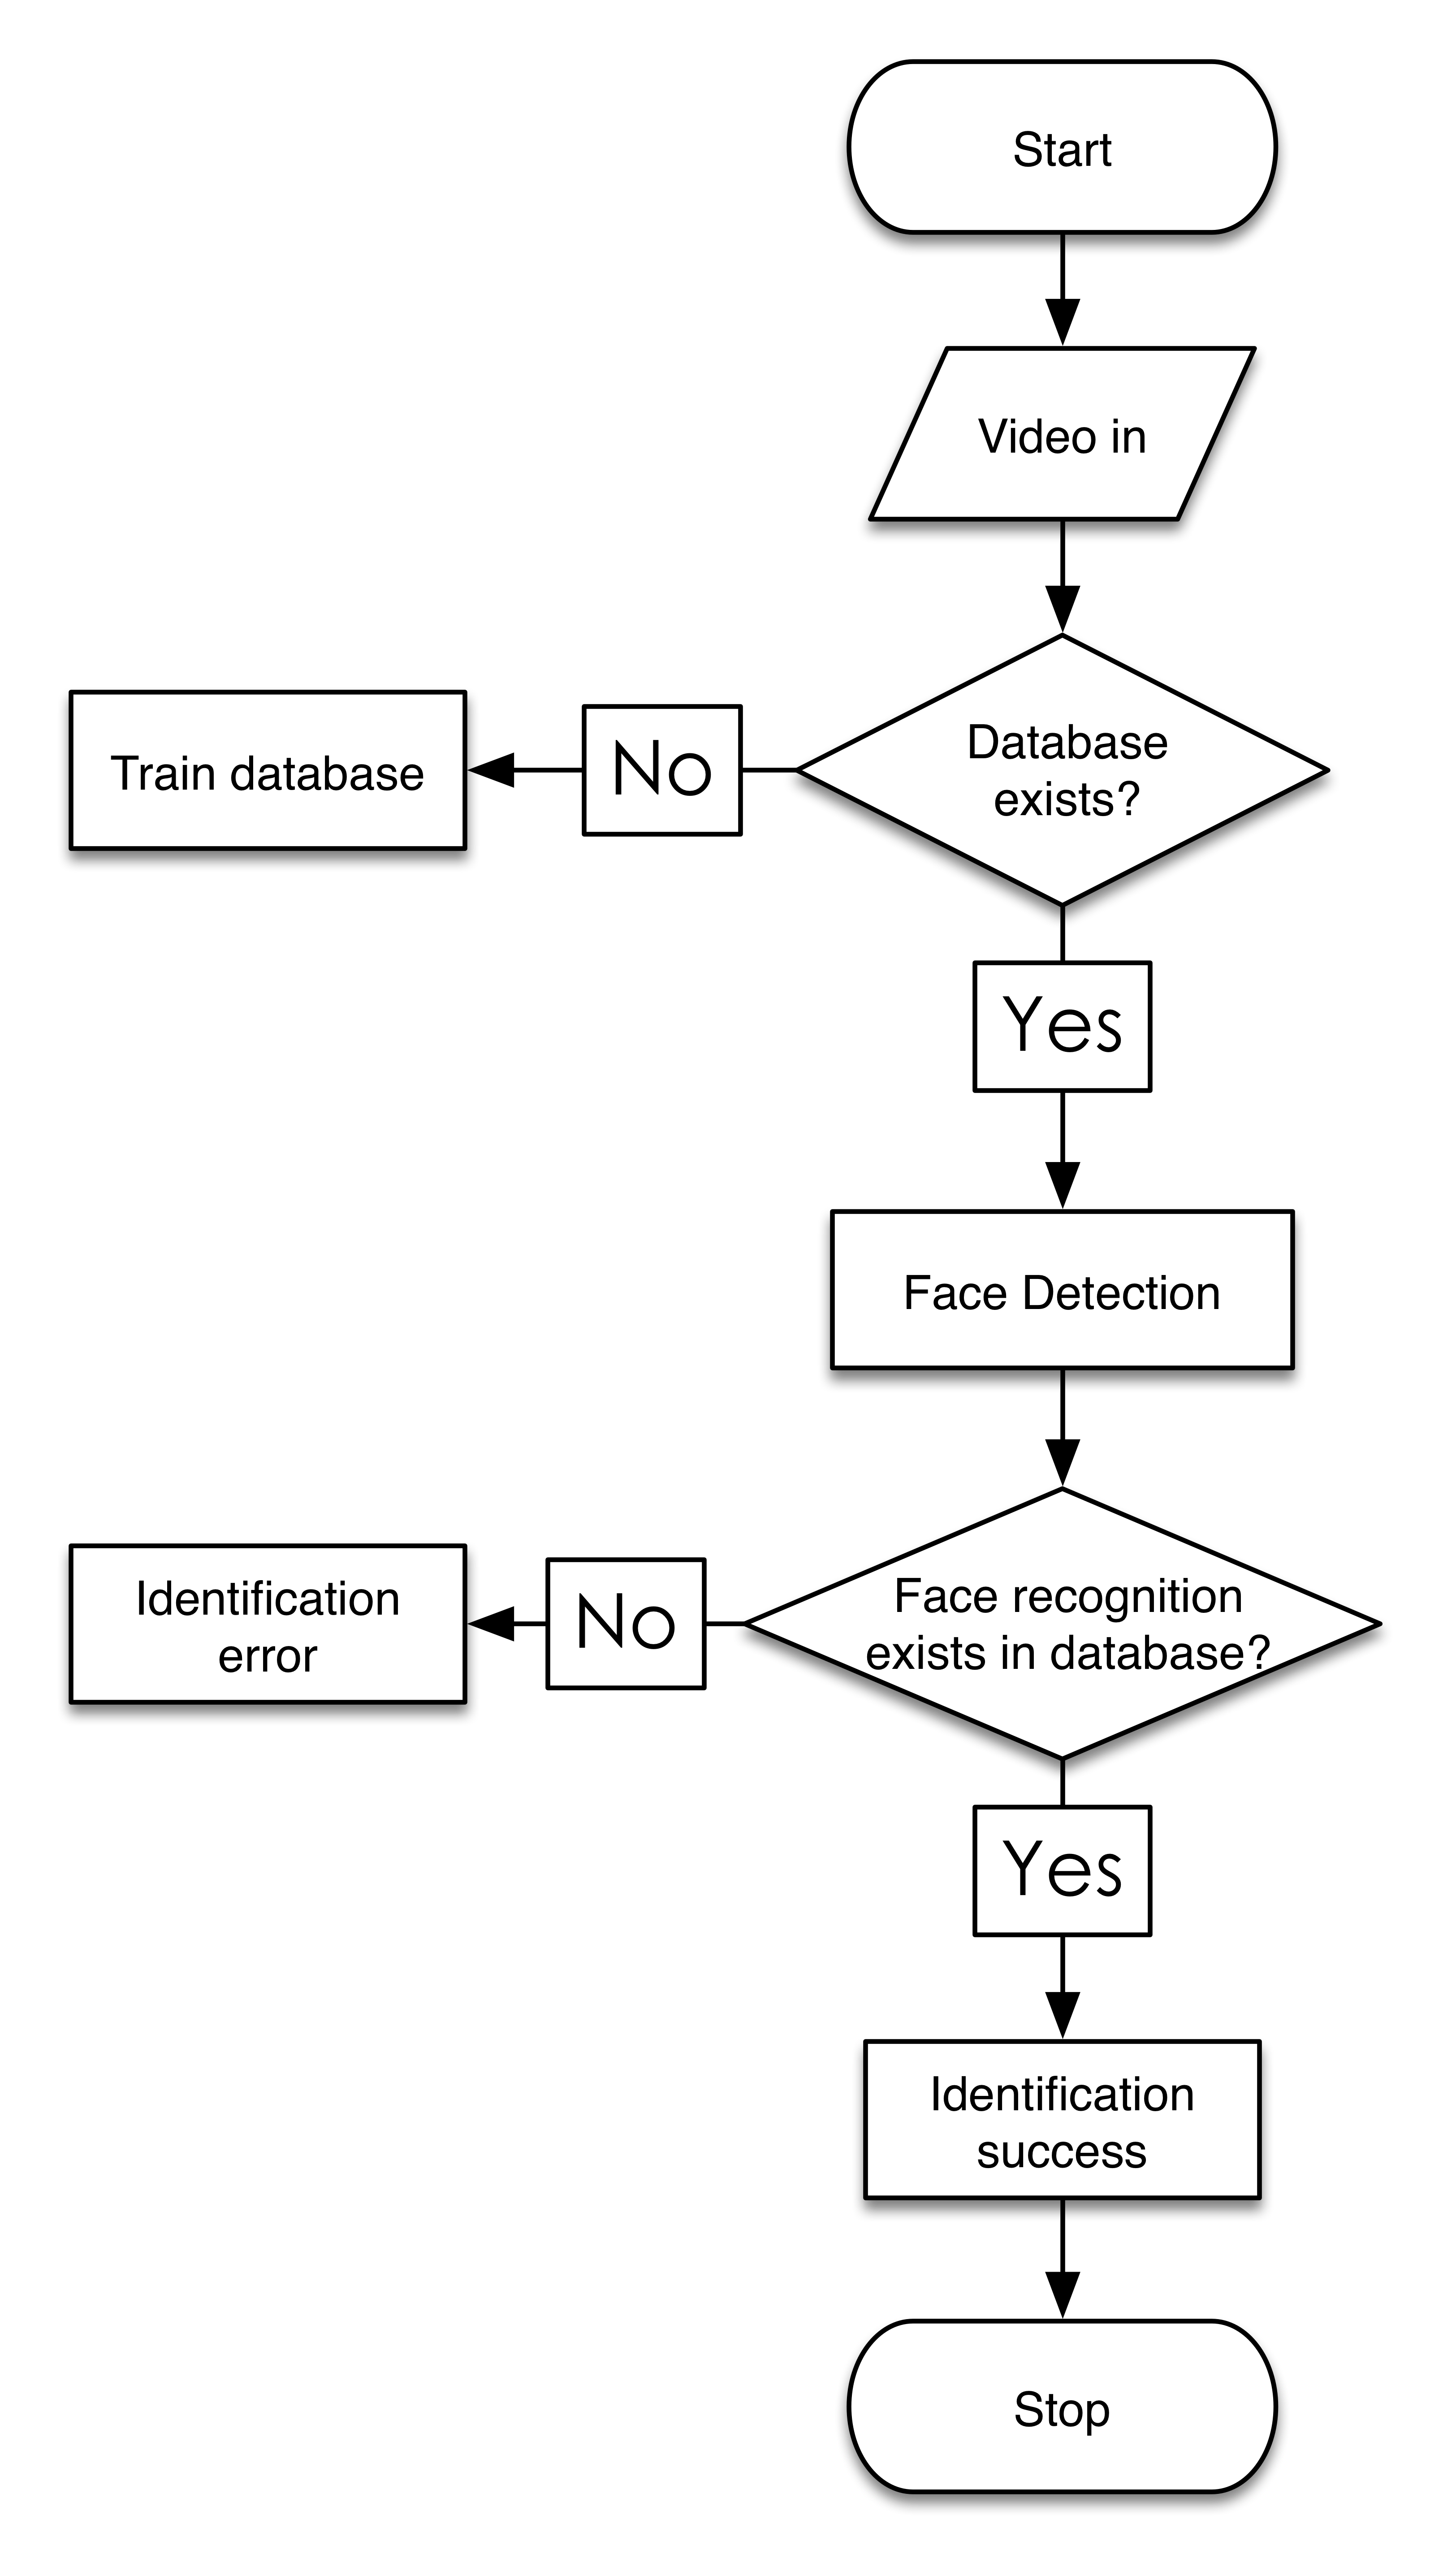 Start
Video in
Database
exists?
No
Train database
Yes
Face Detection
Face recognition
exists in database?
No
Identification
error
Yes
Identification
success
Stop